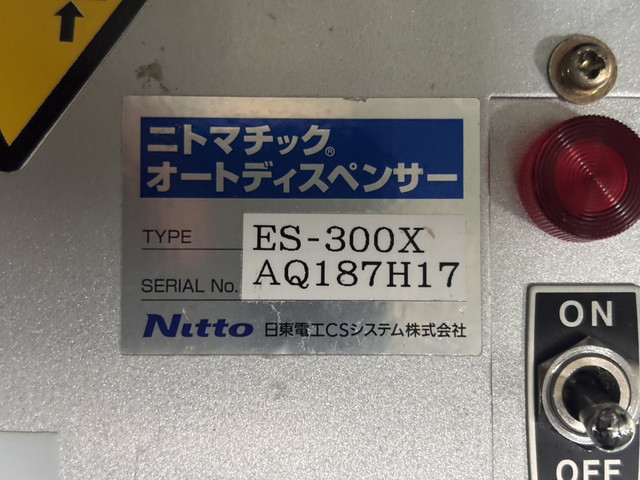 ニトマチック®
オートディスペンサー
TYPE ES-300X
SERIAL No. AQ187H17
Nitto 日東電工CSシステム株式会社
ON
OFF